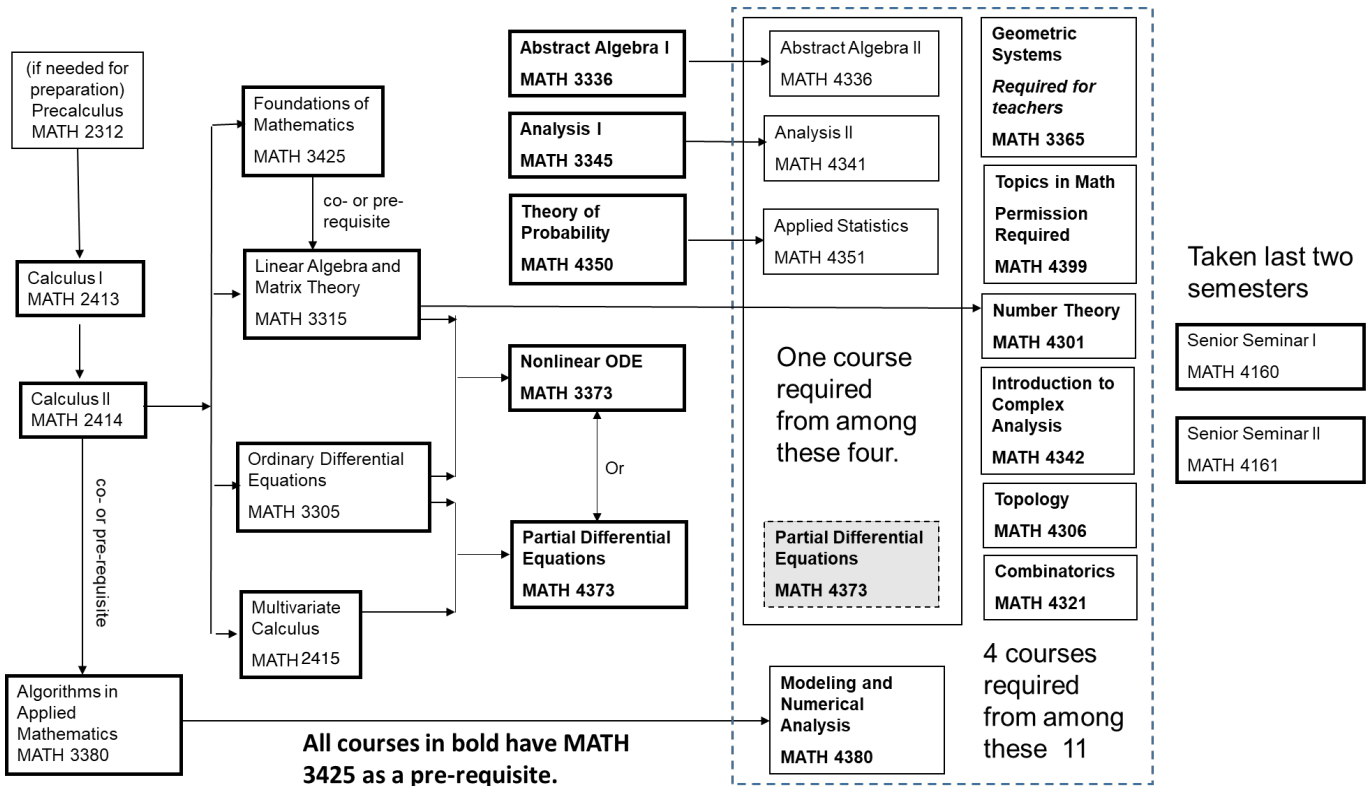 (if needed for
preparation)
Precalculus
MATH 2312
Calculus I
MATH 2413
Calculus II
MATH 2414
co- or pre-requisite
Algorithms in
Applied
Mathematics
MATH 3380
Foundations of
Mathematics
MATH 3425
co- or pre-
requisite
Linear Algebra and
Matrix Theory
MATH 3315
Ordinary Differential
Equations
MATH 3305
Multivariate
Calculus
MATH 2415
All courses in bold have MATH
3425 as a pre-requisite.
Abstract Algebra I
MATH 3336
Analysis I
MATH 3345
Theory of
Probability
MATH 4350
Nonlinear ODE
MATH 3373
Or
Partial Differential
Equations
MATH 4373
Abstract Algebra II
MATH 4336
Analysis II
MATH 4341
Applied Statistics
MATH 4351
One course
required
from among
these four.
Partial Differential
Equations
MATH 4373
Modeling and
Numerical
Analysis
MATH 4380
Geometric
Systems
Required for
teachers
MATH 3365
Topics in Math
Permission
Required
MATH 4399
Number Theory
MATH 4301
Introduction to
Complex
Analysis
MATH 4342
Topology
MATH 4306
Combinatorics
MATH 4321
4 courses
required
from among
these 11
Taken last two
semesters
Senior Seminar I
MATH 4160
Senior Seminar II
MATH 4161